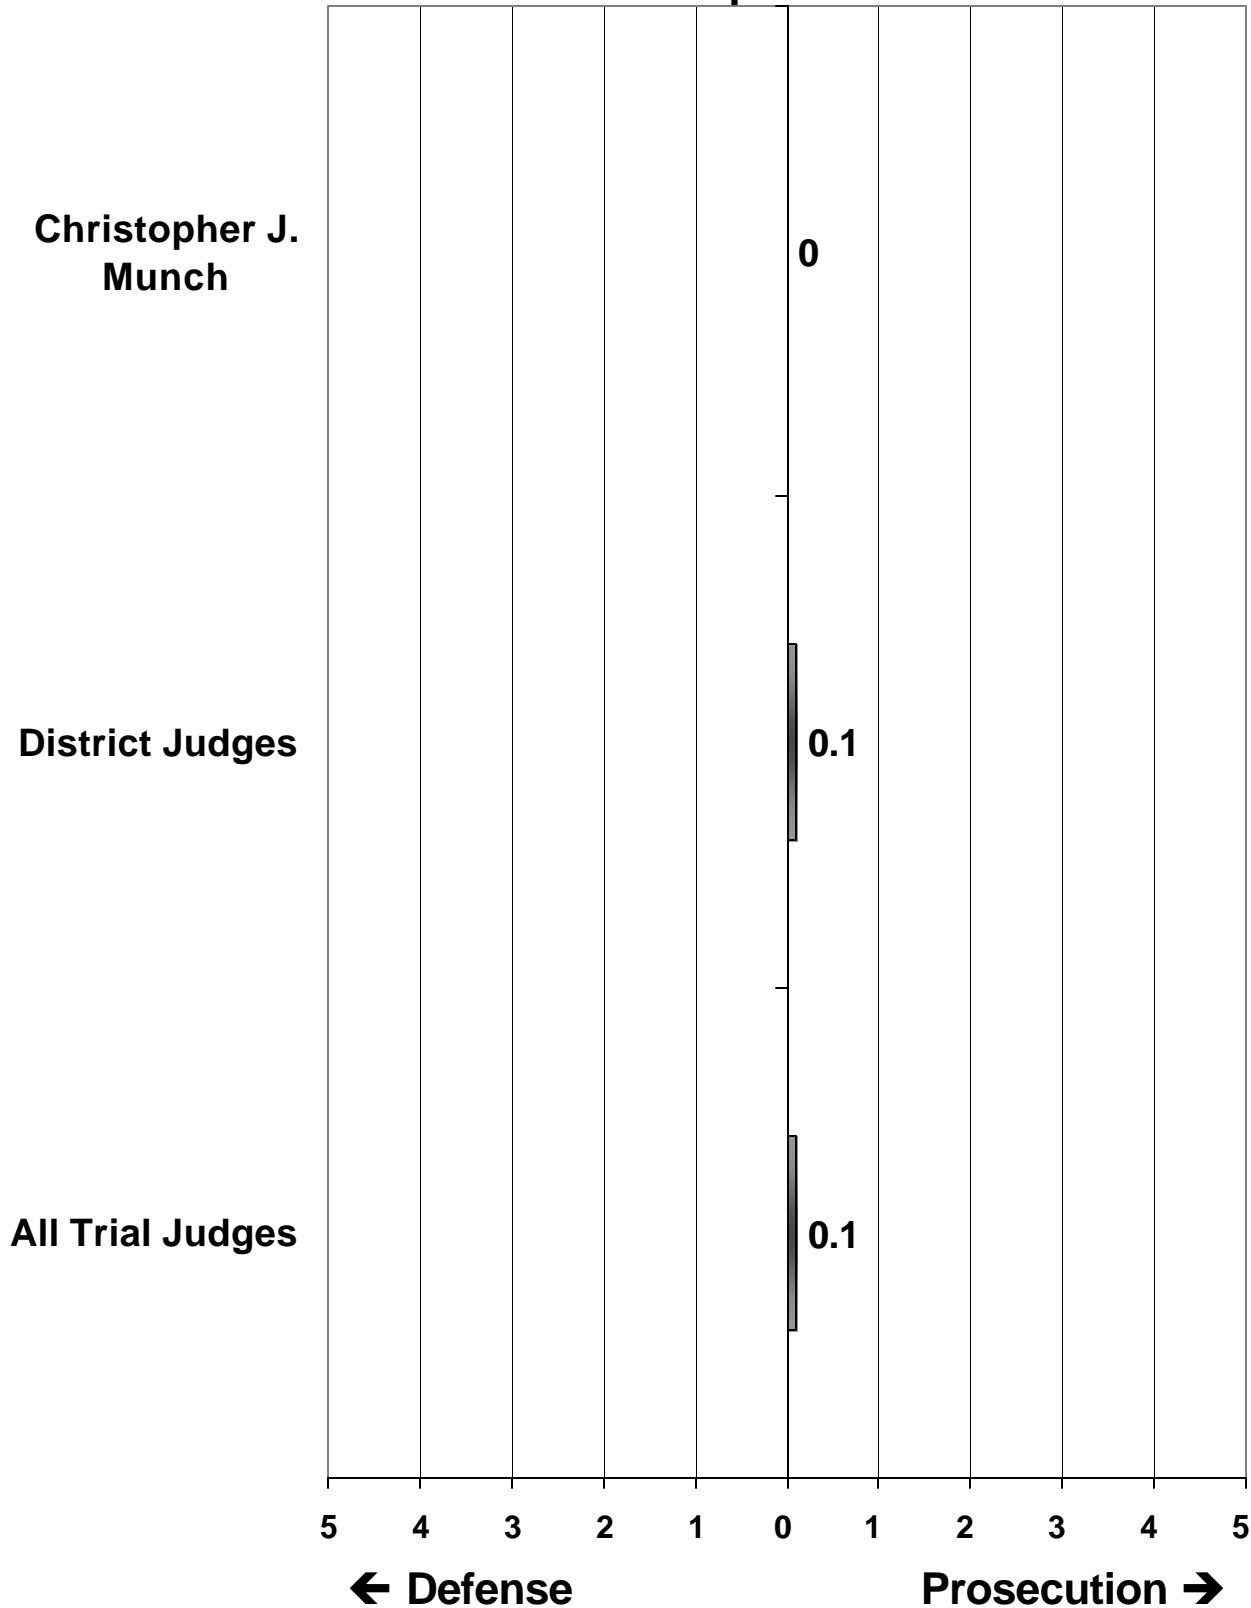 Christopher J.
Munch
0
District Judges
0.1
All Trial Judges
0.1
5 4 3 2 1 0 1 2 3 4 5
← Defense Prosecution →